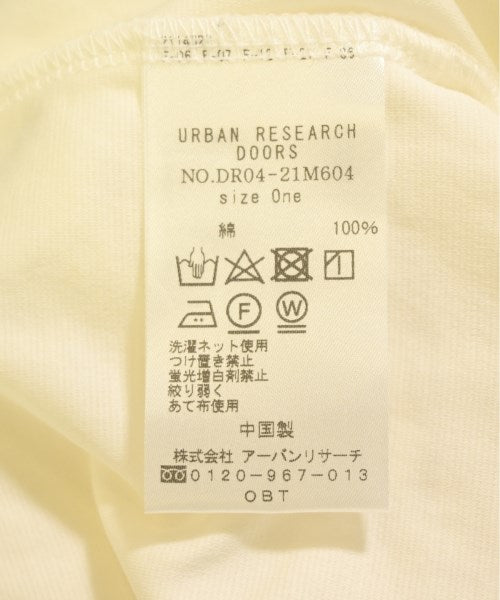 URBAN RESEARCH
DOORS
NO.DR04-21M604
size One
綿 100%
F W
洗濯ネット使用
つけ置き禁止
蛍光増白剤禁止
絞り弱く
あて布使用
中国製
株式会社 アーバンリサーチ
0120-967-013
OBT